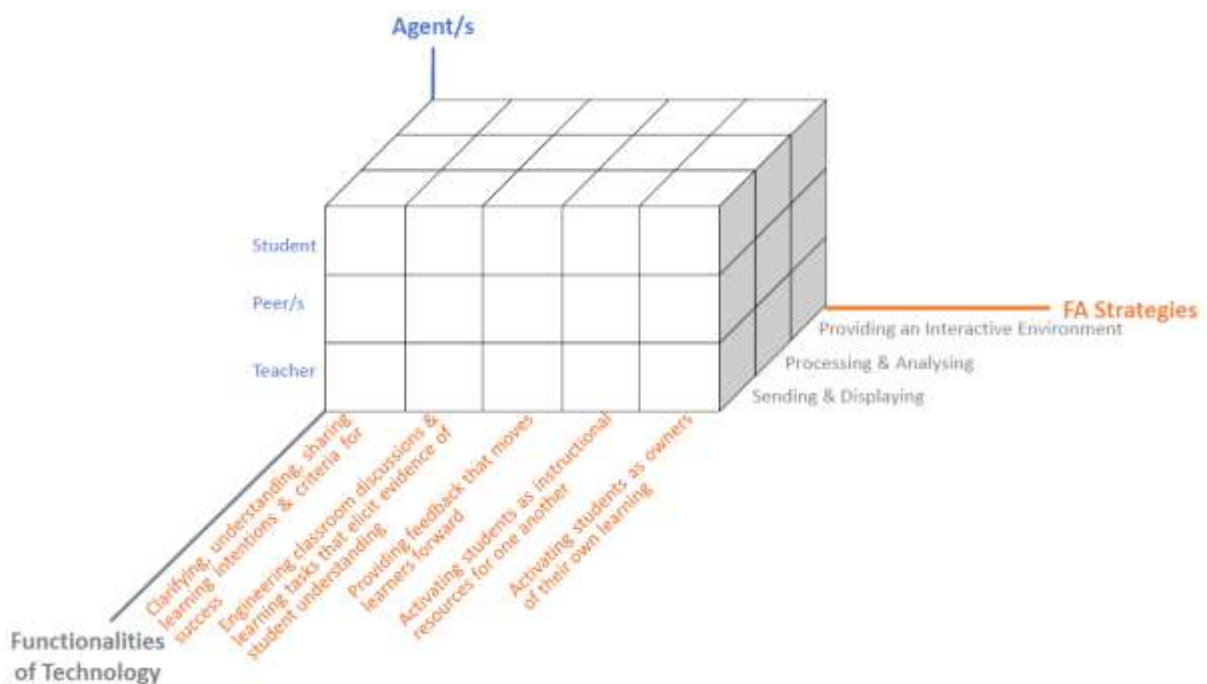 Agent/s
Student
Peer/s
Teacher
FA Strategies
Providing an Interactive Environment
Processing & Analysing
Sending & Displaying
Clarifying, understanding, sharing
learning intentions & criteria for
success
Engineering classroom discussions &
learning tasks that elicit evidence of
student understanding
Providing feedback that moves
learners forward
Activating students as instructional
resources for one another
Activating students as owners
of their own learning
Functionalities
of Technology